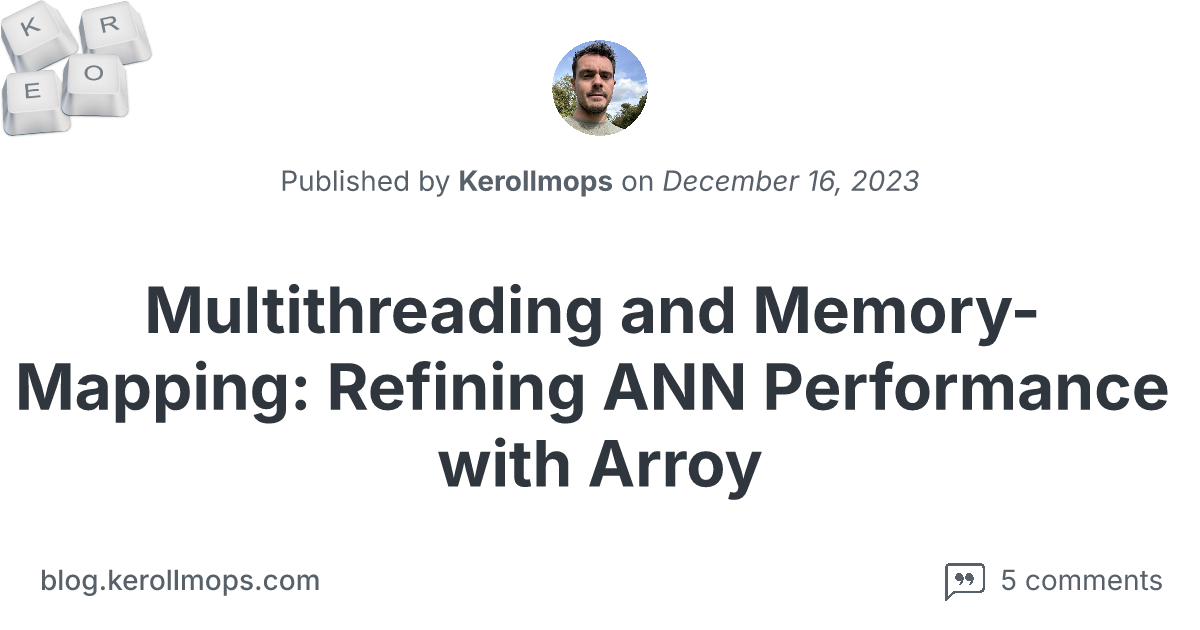 K R
E O
Published by Kerollmops on December 16, 2023
Multithreading and Memory-
Mapping: Refining ANN Performance
with Arroy
blog.kerollmops.com
5 comments